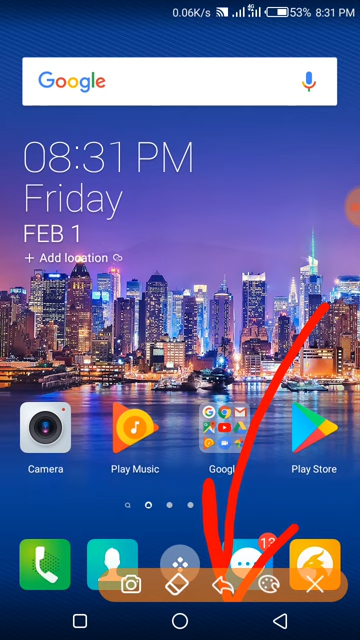 0.06K/s 4G 53% 8:31 PM
Google
08:31 PM
Friday
FEB 1
+ Add location
Camera
Play Music
Googl
Play Store